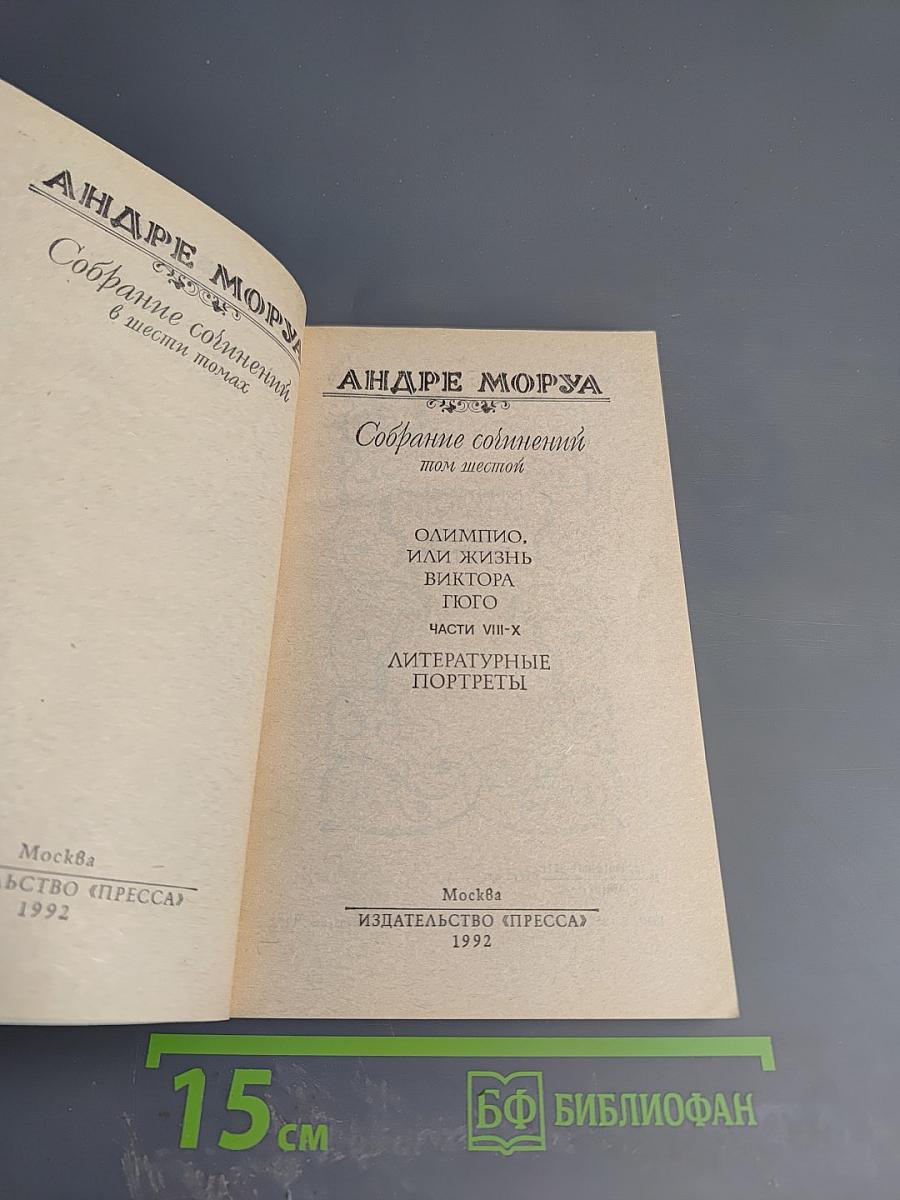 АНДРЕ МОРУА
Собрание сочинений
в шести томах
Москва
ЛЬСТВО «ПРЕССА»
1992
АНДРЕ МОРУА
Собрание сочинений
том шестой
ОЛИМПИО,
ИЛИ ЖИЗНЬ
ВИКТОРА
ГЮГО
ЧАСТИ VIII-X
ЛИТЕРАТУРНЫЕ
ПОРТРЕТЫ
Москва
ИЗДАТЕЛЬСТВО «ПРЕССА»
1992
15 см
БФ БИБЛИОФАН